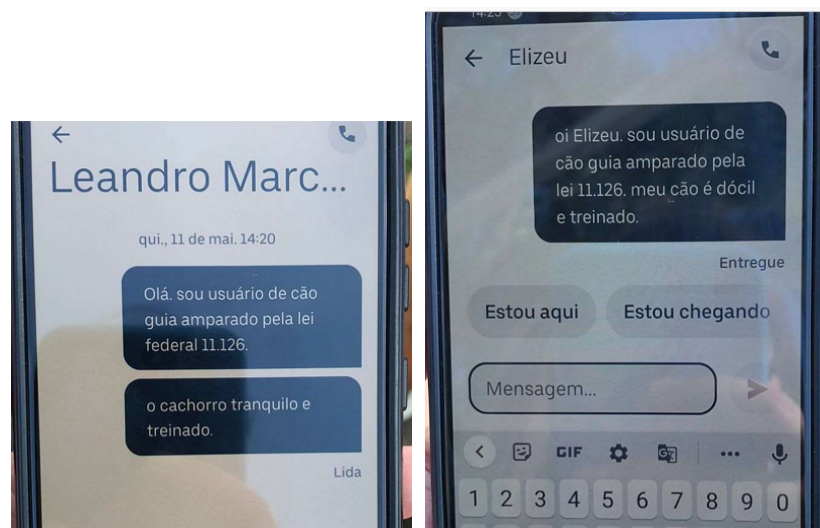 Leandro Marc...
qui., 11 de mai. 14:20
Olá. sou usuário de cão
guia amparado pela lei
federal 11.126.
o cachorro tranquilo e
treinado.
Lida
14:25
Elizeu
oi Elizeu. sou usuário de
cão guia amparado pela
lei 11.126. meu cão é dócil
e treinado.
Entregue
Estou aqui
Estou chegando
Mensagem...
GIF
1 2 3 4 5 6 7 8 9 0